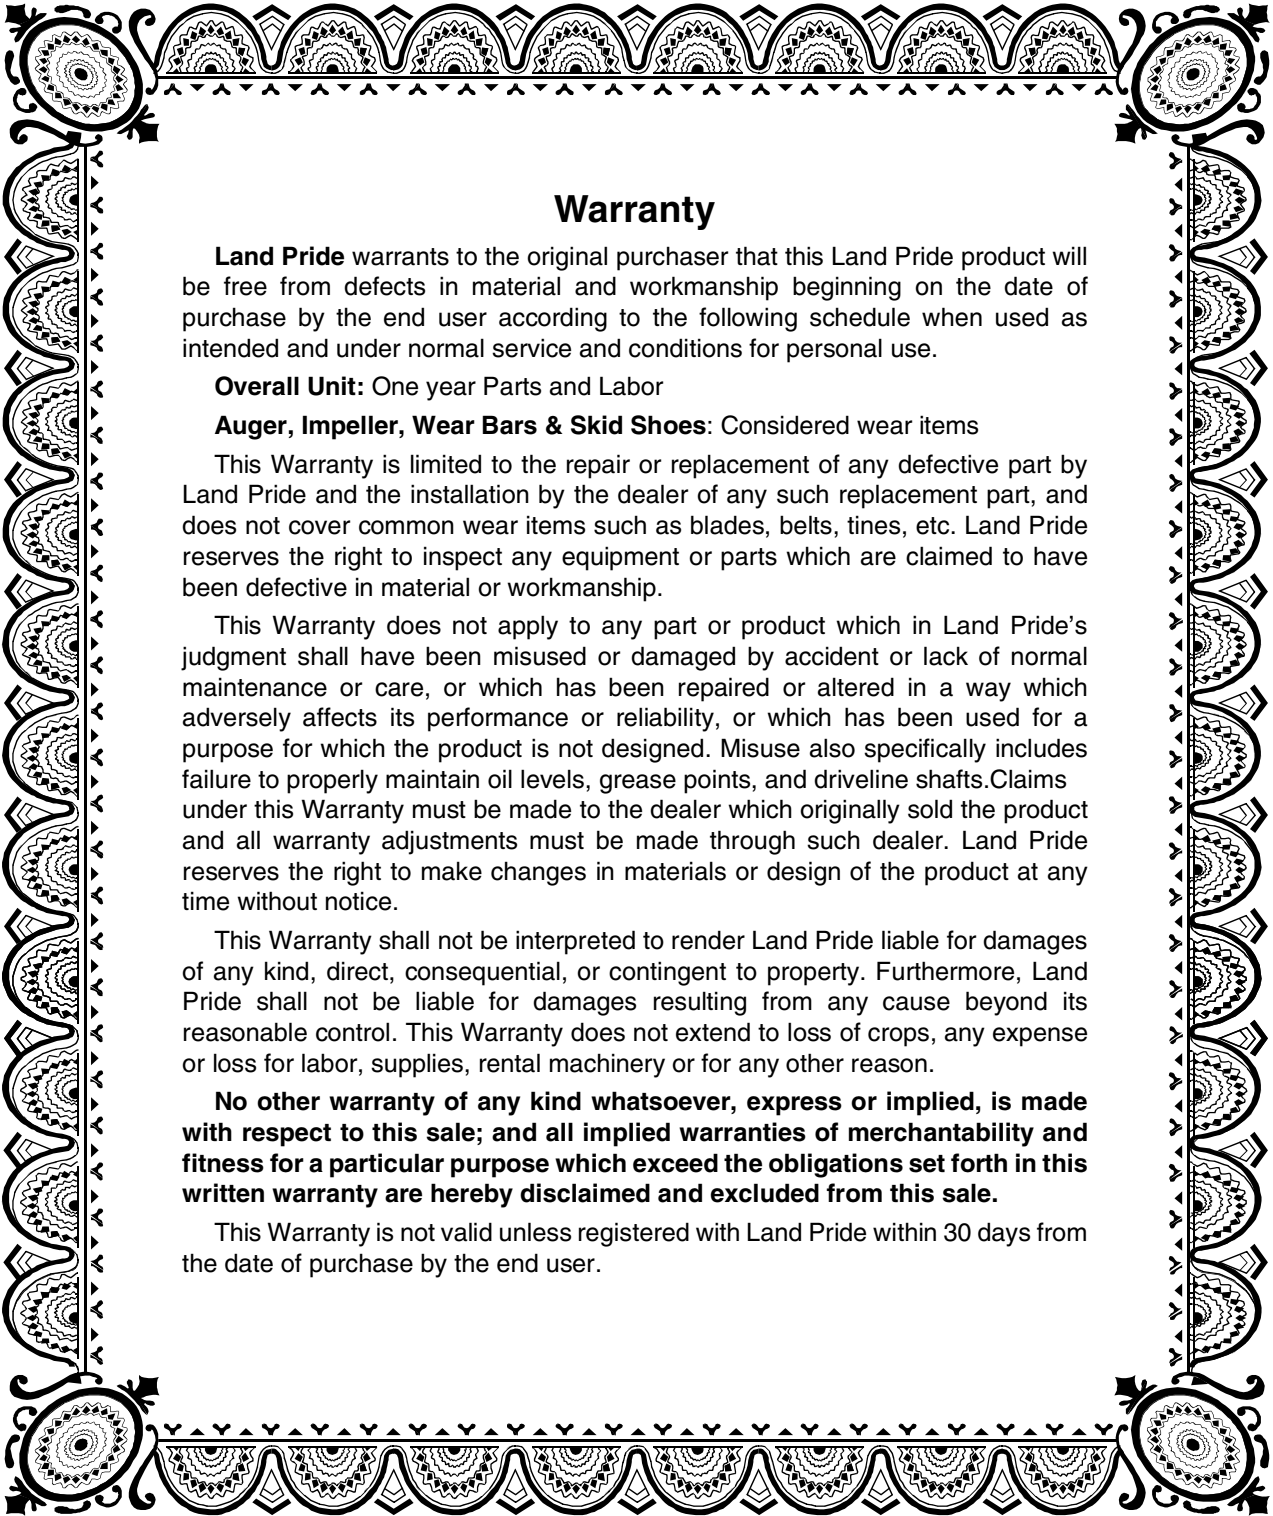 Warranty
Land Pride warrants to the original purchaser that this Land Pride product will
be free from defects in material and workmanship beginning on the date of
purchase by the end user according to the following schedule when used as
intended and under normal service and conditions for personal use.
Overall Unit: One year Parts and Labor
Auger, Impeller, Wear Bars & Skid Shoes: Considered wear items
This Warranty is limited to the repair or replacement of any defective part by
Land Pride and the installation by the dealer of any such replacement part, and
does not cover common wear items such as blades, belts, tines, etc. Land Pride
reserves the right to inspect any equipment or parts which are claimed to have
been defective in material or workmanship.
This Warranty does not apply to any part or product which in Land Pride’s
judgment shall have been misused or damaged by accident or lack of normal
maintenance or care, or which has been repaired or altered in a way which
adversely affects its performance or reliability, or which has been used for a
purpose for which the product is not designed. Misuse also specifically includes
failure to properly maintain oil levels, grease points, and driveline shafts.Claims
under this Warranty must be made to the dealer which originally sold the product
and all warranty adjustments must be made through such dealer. Land Pride
reserves the right to make changes in materials or design of the product at any
time without notice.
This Warranty shall not be interpreted to render Land Pride liable for damages
of any kind, direct, consequential, or contingent to property. Furthermore, Land
Pride shall not be liable for damages resulting from any cause beyond its
reasonable control. This Warranty does not extend to loss of crops, any expense
or loss for labor, supplies, rental machinery or for any other reason.
No other warranty of any kind whatsoever, express or implied, is made
with respect to this sale; and all implied warranties of merchantability and
fitness for a particular purpose which exceed the obligations set forth in this
written warranty are hereby disclaimed and excluded from this sale.
This Warranty is not valid unless registered with Land Pride within 30 days from
the date of purchase by the end user.